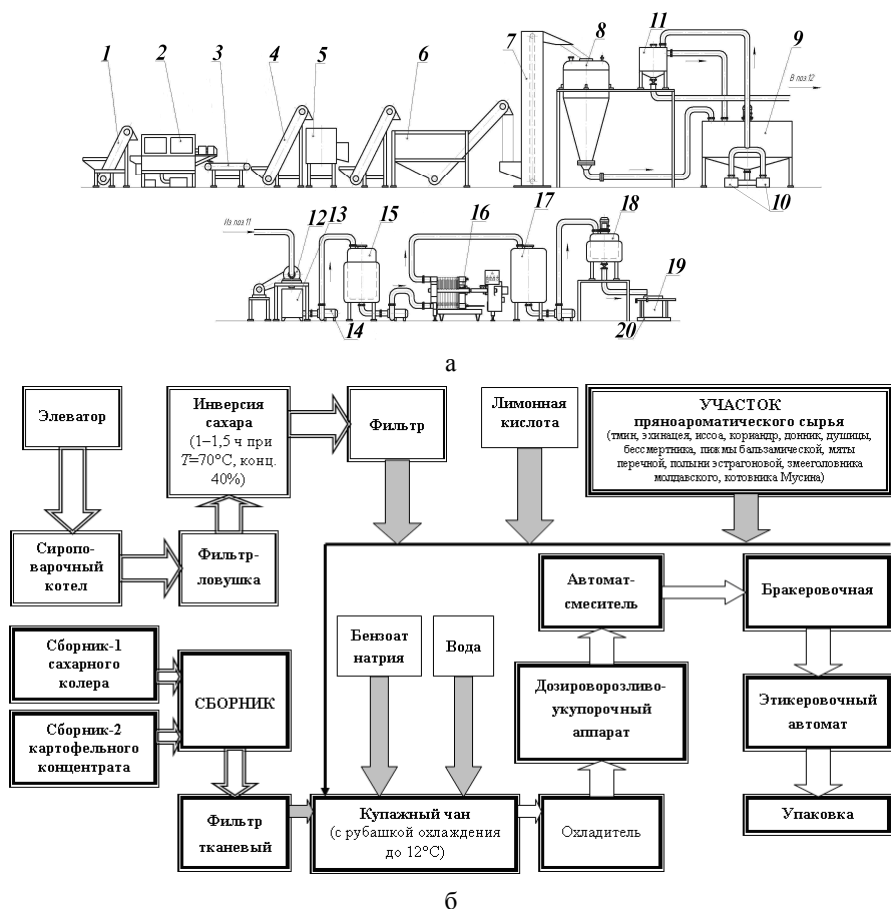 1
2
3
4
5
6
7
8
11
9
10
В поз.12
Из поз.11
12
13
14
15
16
17
18
19
20
а
Элеватор
Инверсия
сахара
(1–1,5 ч при
T=70°C, конц.
40%)
Фильтр
Лимонная
кислота
УЧАСТОК
пряноароматического сырья
(тмин, эхинацея, иссоа, кориандр, донник, душицы,
бессмертника, пижмы бальзамической, мяты
перечной, полыни эстрагоновой, змееголовника
молдавского, котовника Мусина)
Сиропо-
варочный
котел
Фильтр-
ловушка
Автомат-
смеситель
Бракеровочная
Сборник-1
сахарного
колера
СБОРНИК
Бензоат
натрия
Вода
Дозироворозливо-
укупорочный
аппарат
Этикеровочный
автомат
Сборник-2
картофельного
концентрата
Фильтр
тканевый
Купажный чан
(с рубашкой охлаждения
до 12°C)
Охладитель
Упаковка
б